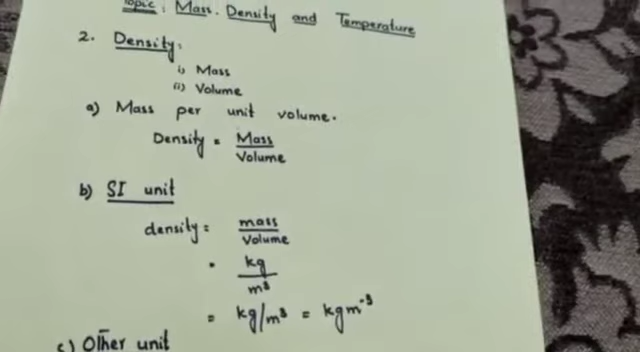 Topic : Mass. Density and Temperature
2. Density :
i) Mass
(ii) Volume
a) Mass per unit volume.
Density = Mass
Volume
b) SI unit
density = mass
volume
= kg
m³
= kg/m³ = kgm⁻³
c) Other unit